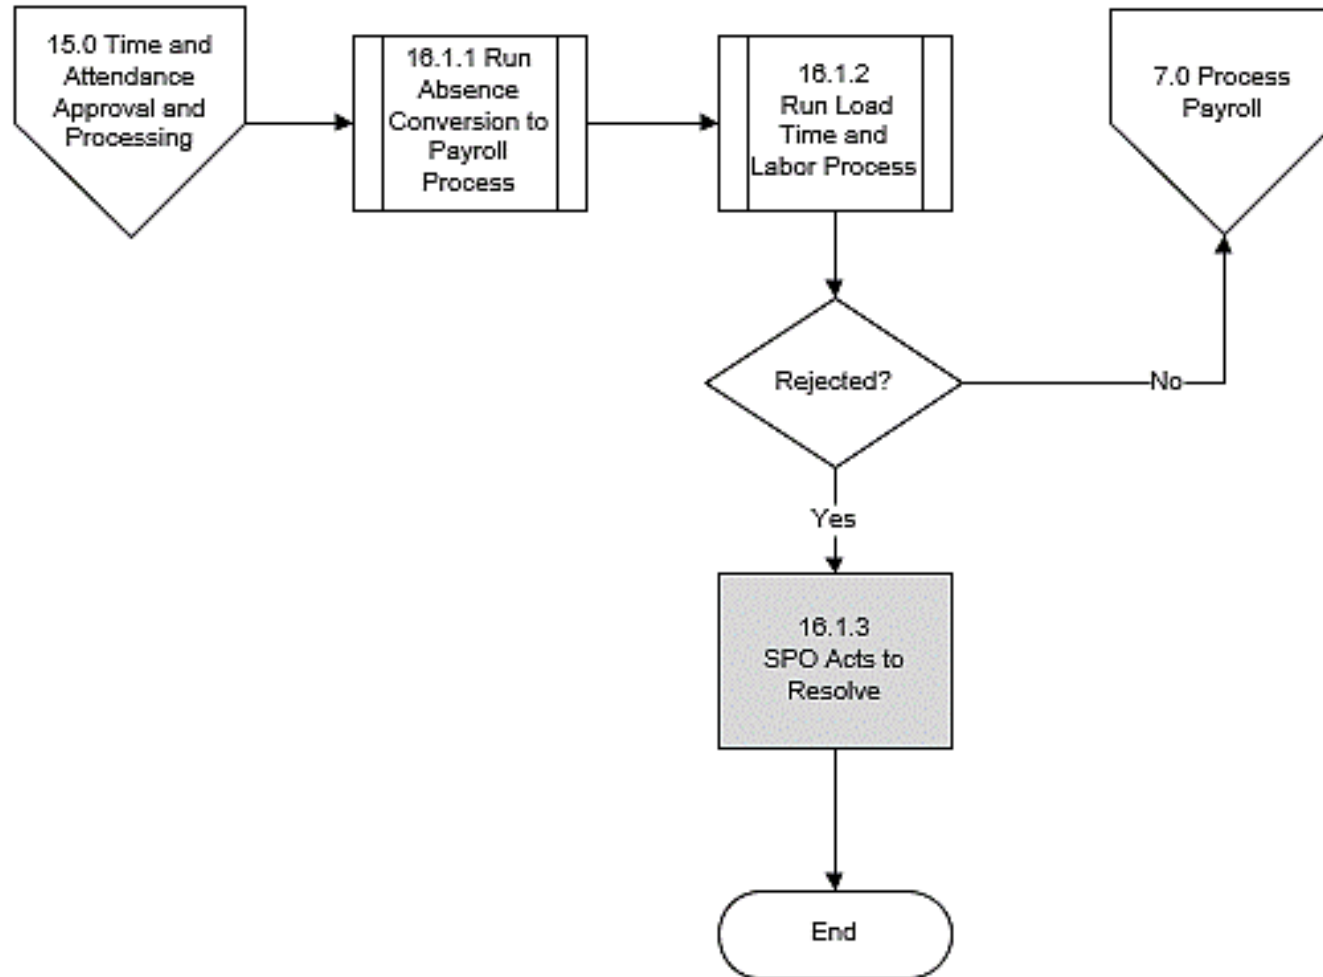 15.0 Time and
Attendance
Approval and
Processing
16.1.1 Run
Absence
Conversion to
Payroll
Process
16.1.2
Run Load
Time and
Labor Process
7.0 Process
Payroll
Rejected?
No
Yes
16.1.3
SPO Acts to
Resolve
End